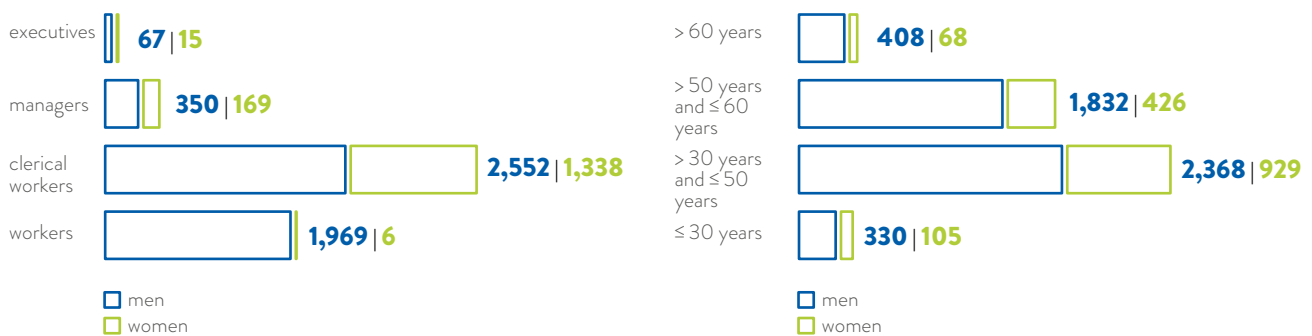 executives
67 | 15
managers
350 | 169
clerical
workers
2,552 | 1,338
workers
1,969 | 6
men
women
> 60 years
408 | 68
> 50 years
and ≤ 60
years
1,832 | 426
> 30 years
and ≤ 50
years
2,368 | 929
≤ 30 years
330 | 105
men
women